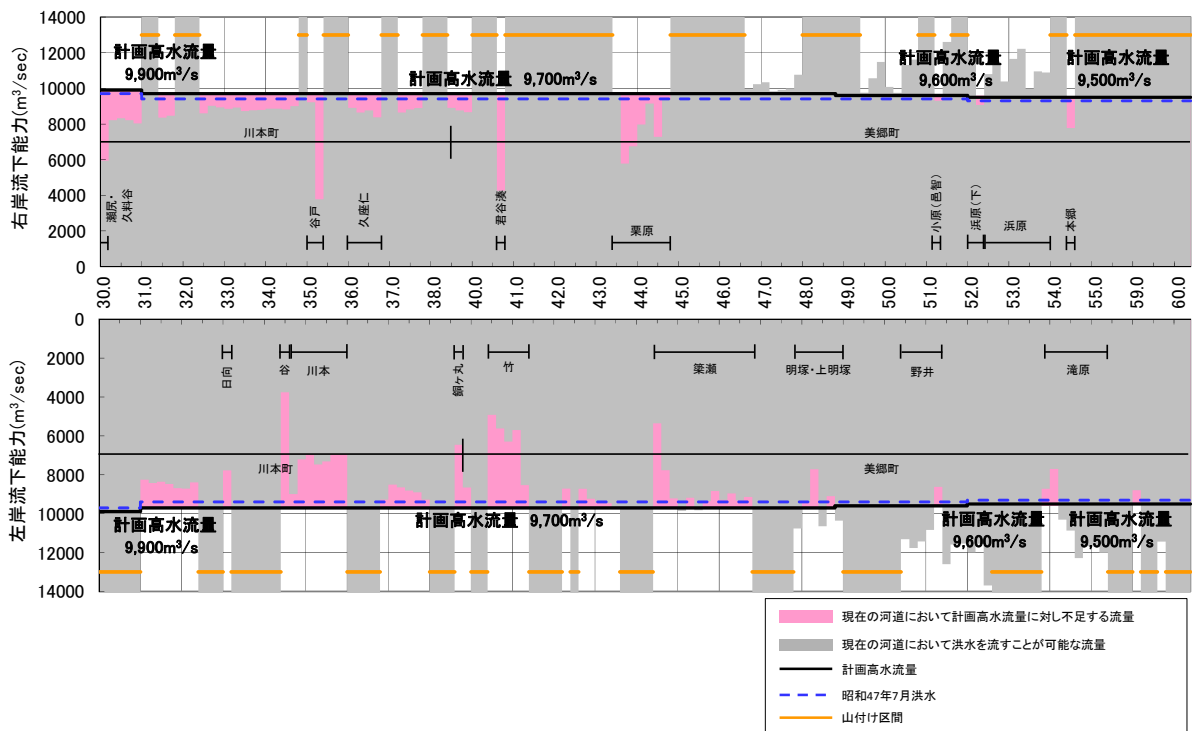 右岸流下能力(m³/sec)
14000
12000
10000
8000
6000
4000
2000
0
計画高水流量
9,900m³/s
計画高水流量 9,700m³/s
計画高水流量
9,600m³/s
計画高水流量
9,500m³/s
川本町
美郷町
瀬尻・
久料谷
谷戸
久座仁
君谷湊
栗原
小原(邑智)
浜原(下)
浜原
本郷
30.0
31.0
32.0
33.0
34.0
35.0
36.0
37.0
38.0
39.0
40.0
41.0
42.0
43.0
44.0
45.0
46.0
47.0
48.0
49.0
50.0
51.0
52.0
53.0
54.0
55.0
59.0
60.0
左岸流下能力(m³/sec)
0
2000
4000
6000
8000
10000
12000
14000
日向
谷
川本
銅ヶ丸
竹
簗瀬
明塚・上明塚
野井
滝原
川本町
美郷町
計画高水流量
9,900m³/s
計画高水流量 9,700m³/s
計画高水流量
9,600m³/s
計画高水流量
9,500m³/s
現在の河道において計画高水流量に対し不足する流量
現在の河道において洪水を流すことが可能な流量
計画高水流量
昭和47年7月洪水
山付け区間